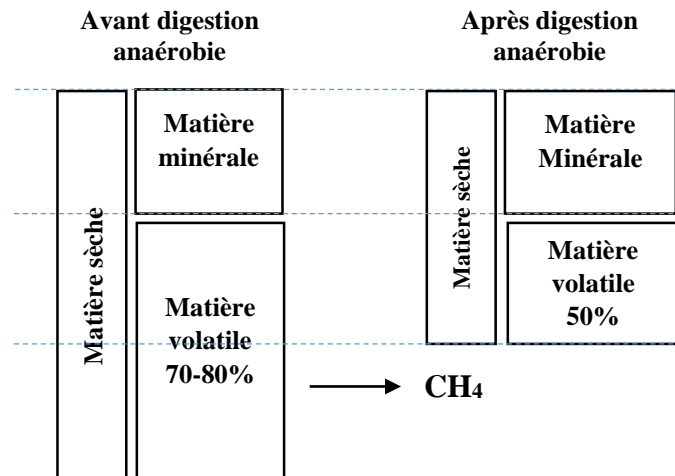 Avant digestion
anaérobie
Après digestion
anaérobie
Matière sèche
Matière
minérale
Matière
volatile
70-80%
CH4
Matière sèche
Matière
Minérale
Matière
volatile
50%